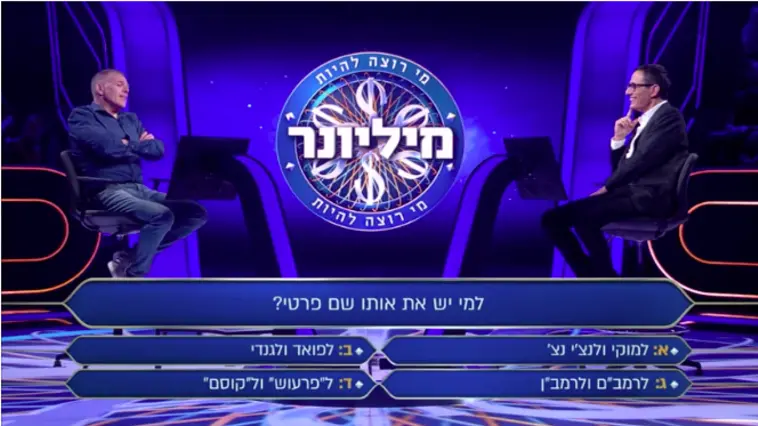 מי רוצה להיות
מיליונר
מי רוצה להיות
למי יש את אותו שם פרטי?
א: למוקי ולנצ'י נצ'
ב: לפואד ולגנדי
ג: לרמב"ם ולרמב"ן
ד: ל"פרעוש" ול"קוסם"